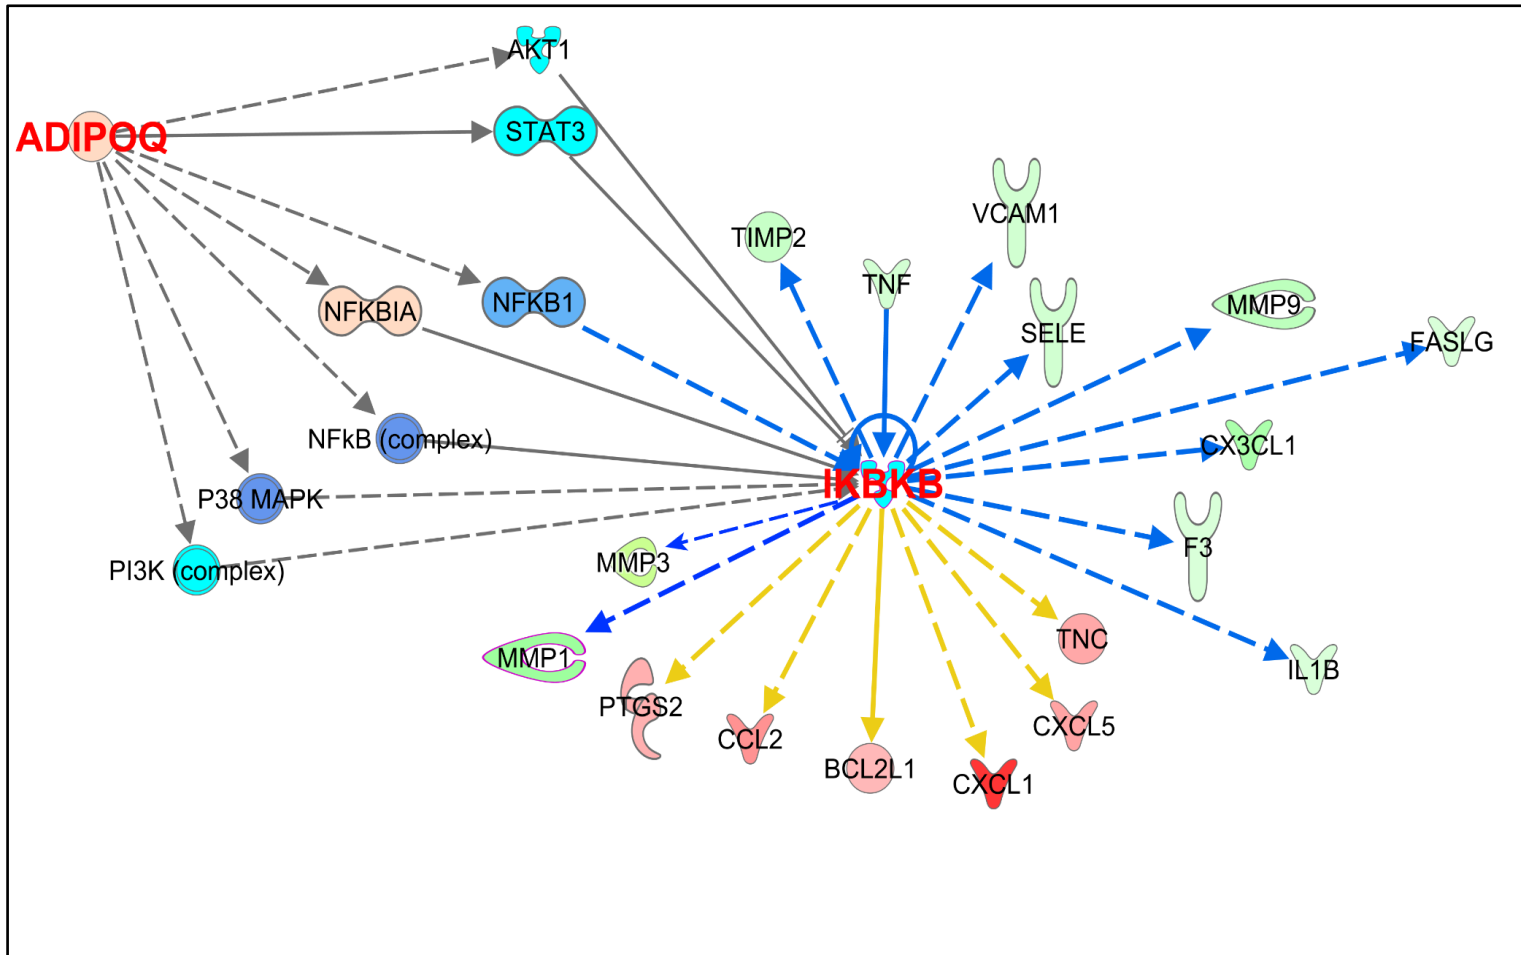 AKT1
ADIPOQ
STAT3
VCAM1
TIMP2
TNF
NFKBIA
NFKB1
MMP9
SELE
FASLG
NFkB (complex)
CX3CL1
IKBKB
P38 MAPK
F3
MMP3
PI3K (complex)
TNC
MMP1
IL1B
PTGS2
CXCL5
CCL2
BCL2L1
CXCL1